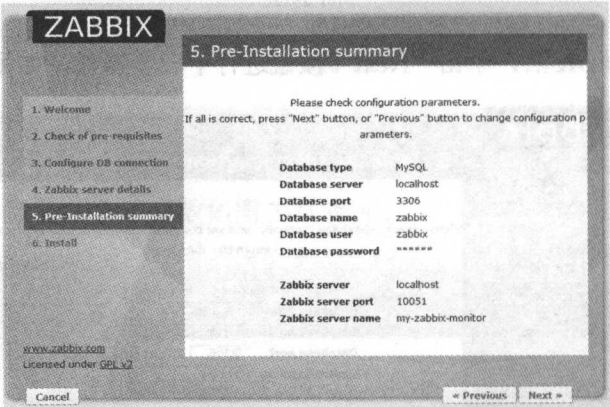 ZABBIX
5. Pre-Installation summary
1. Welcome
2. Check of pre-requisites
3. Configure DB connection
4. Zabbix server details
5. Pre-Installation summary
6. Install
Please check configuration parameters.
If all is correct, press "Next" button, or "Previous" button to change configuration p
arameters.
Database type MySQL
Database server localhost
Database port 3306
Database name zabbix
Database user zabbix
Database password ******
Zabbix server localhost
Zabbix server port 10051
Zabbix server name my-zabbix-monitor
www.zabbix.com
Licensed under GPL v2
Cancel
« Previous
Next »